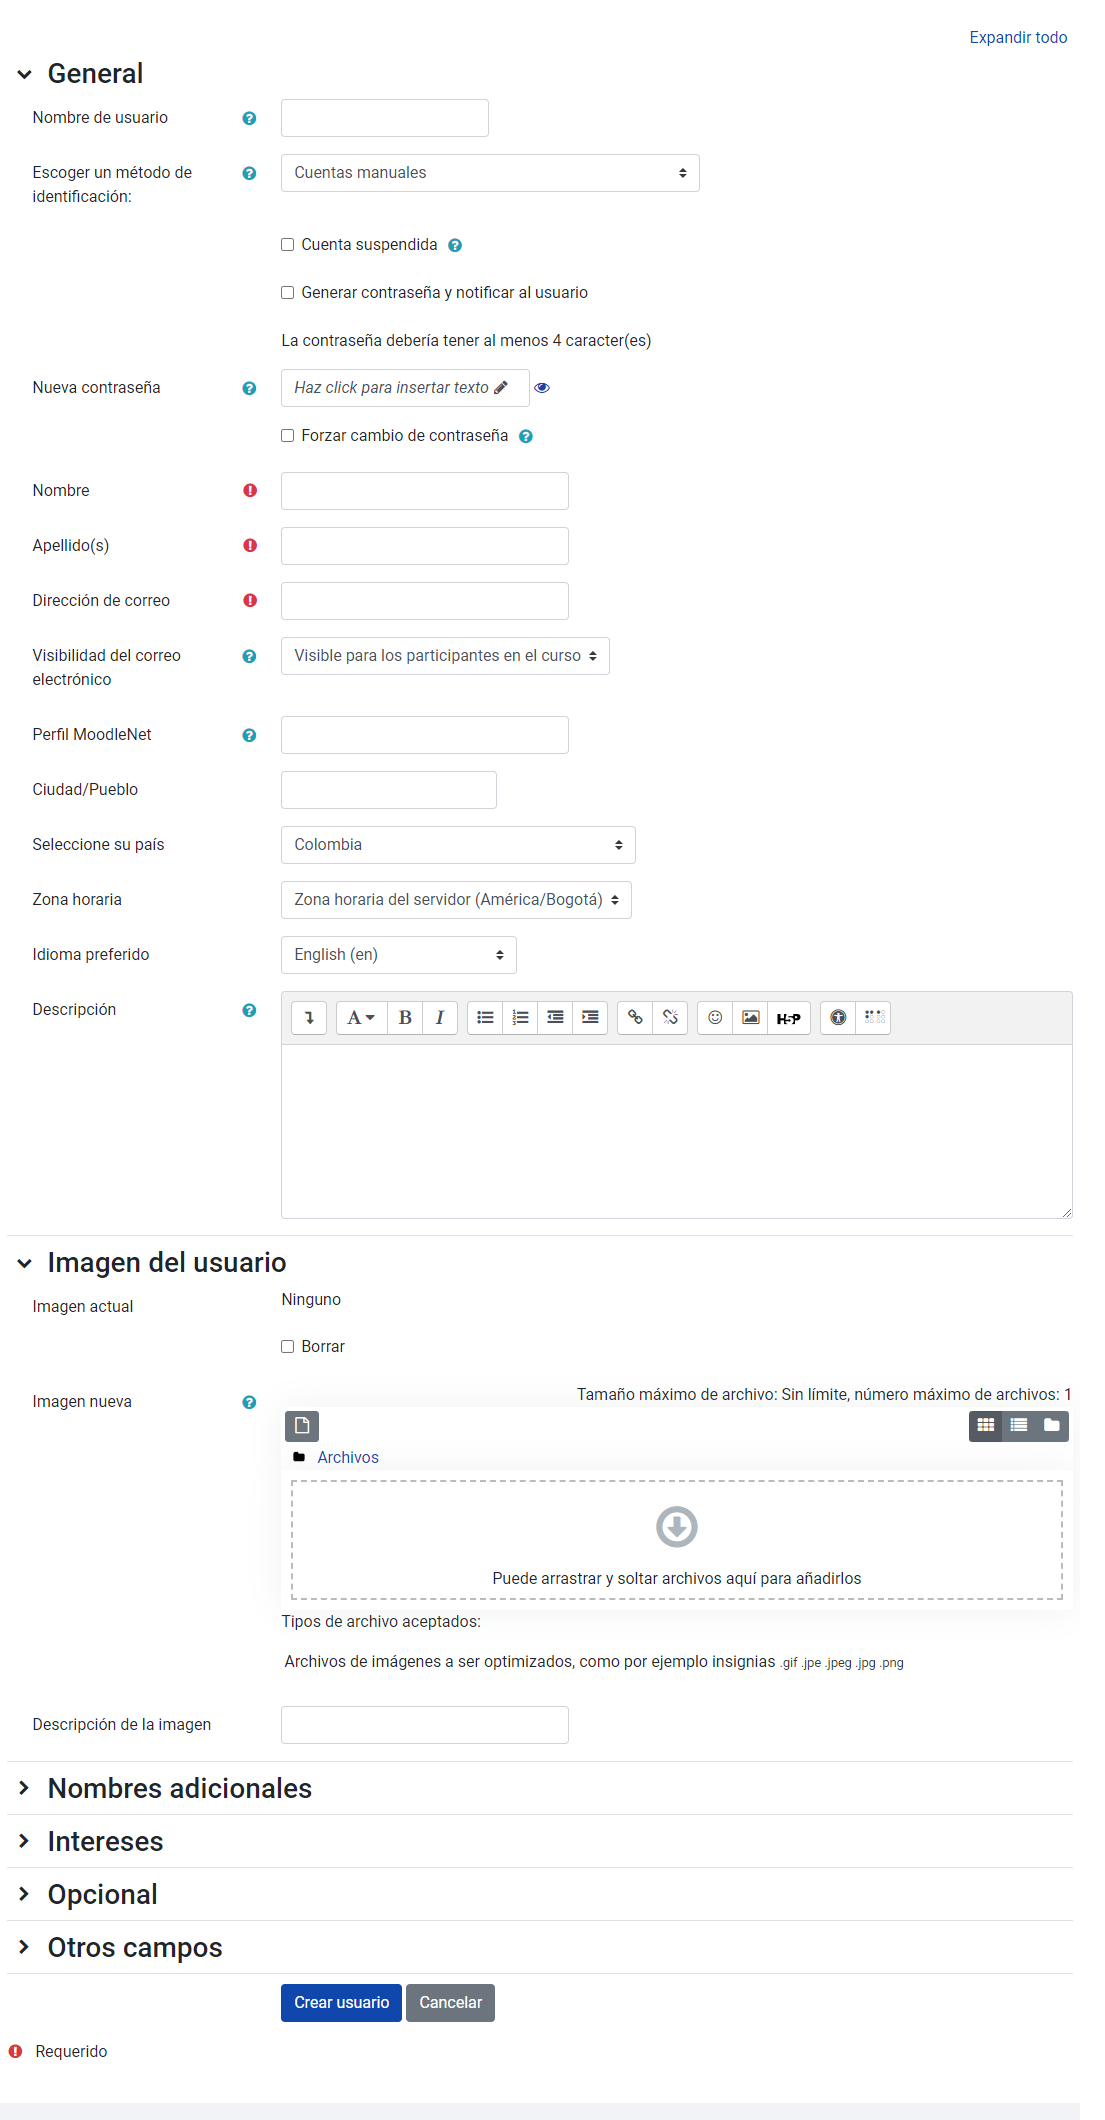 Expandir todo
General
Nombre de usuario
Escoger un método de
identificación:
Cuentas manuales
Cuenta suspendida
Generar contraseña y notificar al usuario
La contraseña debería tener al menos 4 caracter(es)
Nueva contraseña
Haz click para insertar texto
Forzar cambio de contraseña
Nombre
Apellido(s)
Dirección de correo
Visibilidad del correo
electrónico
Visible para los participantes en el curso
Perfil MoodleNet
Ciudad/Pueblo
Seleccione su país
Colombia
Zona horaria
Zona horaria del servidor (América/Bogotá)
Idioma preferido
English (en)
Descripción
A B I H5P
Imagen del usuario
Imagen actual
Ninguno
Borrar
Imagen nueva
Tamaño máximo de archivo: Sin límite, número máximo de archivos: 1
Archivos
Puede arrastrar y soltar archivos aquí para añadirlos
Tipos de archivo aceptados:
Archivos de imágenes a ser optimizados, como por ejemplo insignias .gif .jpe .jpeg .jpg .png
Descripción de la imagen
Nombres adicionales
Intereses
Opcional
Otros campos
Crear usuario Cancelar
Requerido